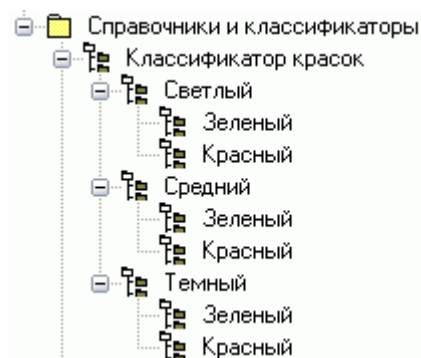 Справочники и классификаторы
Классификатор красок
Светлый
Зеленый
Красный
Средний
Зеленый
Красный
Темный
Зеленый
Красный